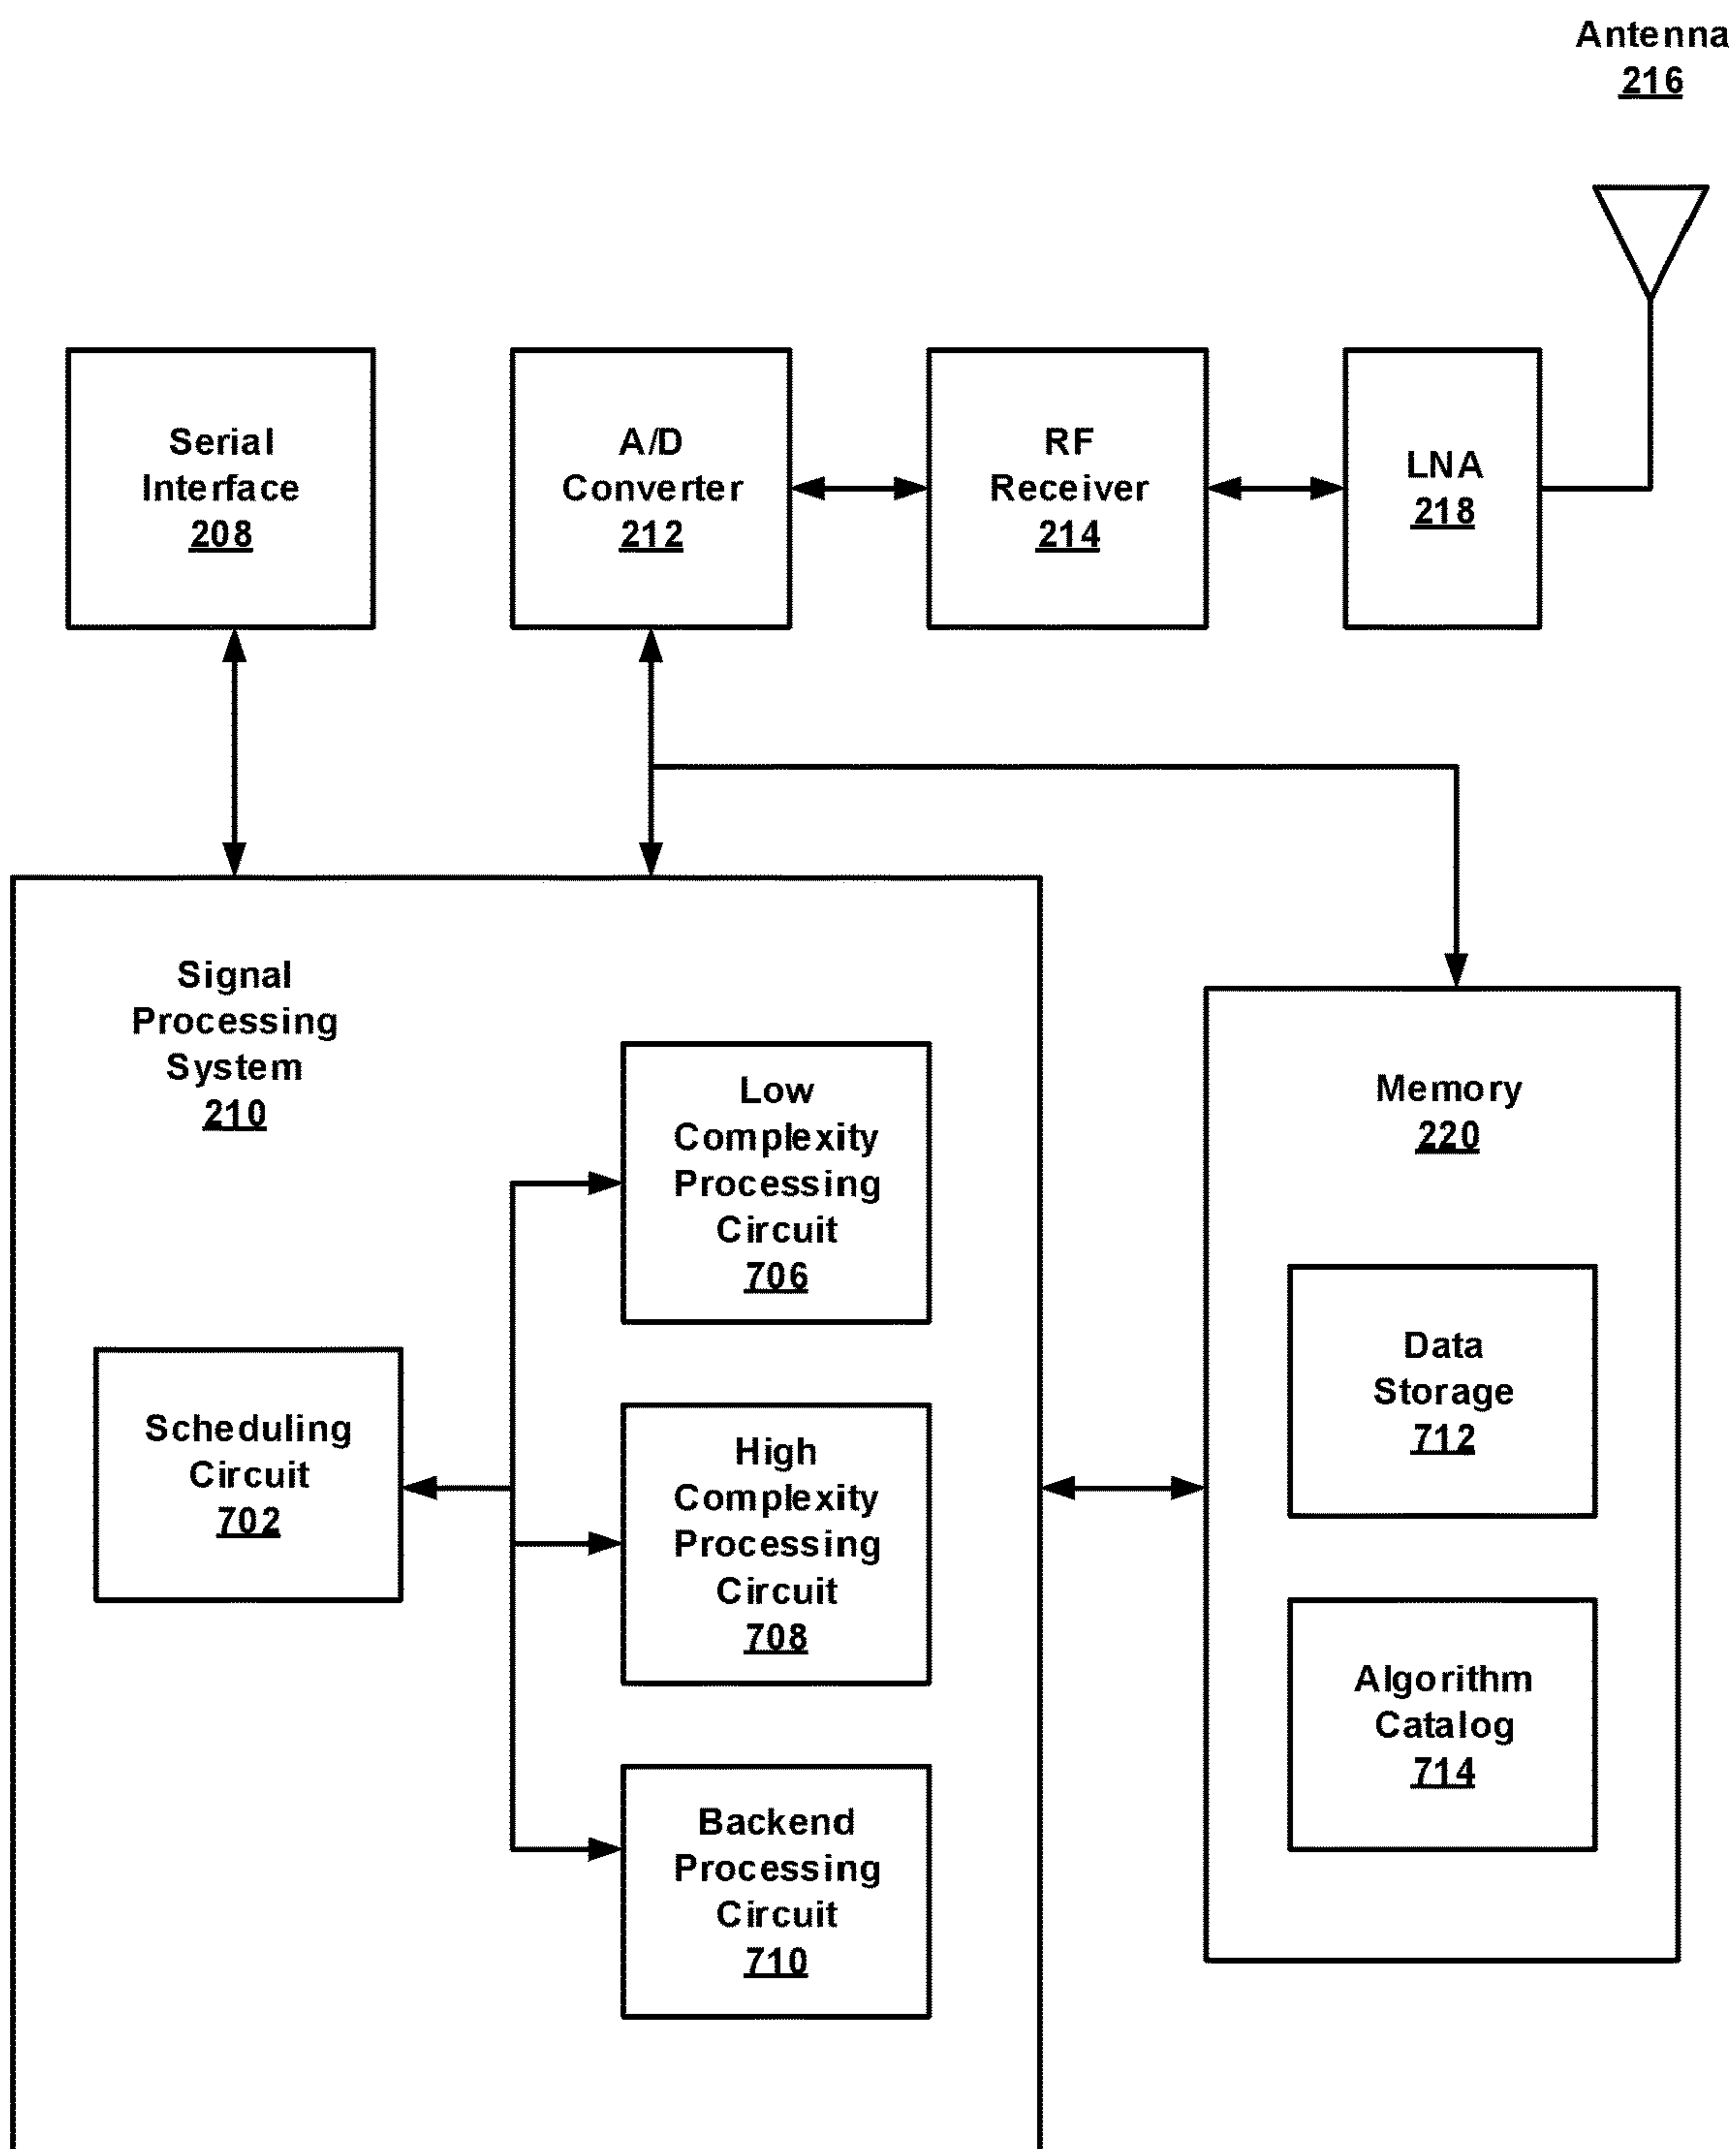 Antenna
216
Serial
Interface
208
A/D
Converter
212
RF
Receiver
214
LNA
218
Signal
Processing
System
210
Low
Complexity
Processing
Circuit
706
Memory
220
Data
Storage
712
Scheduling
Circuit
702
High
Complexity
Processing
Circuit
708
Algorithm
Catalog
714
Backend
Processing
Circuit
710